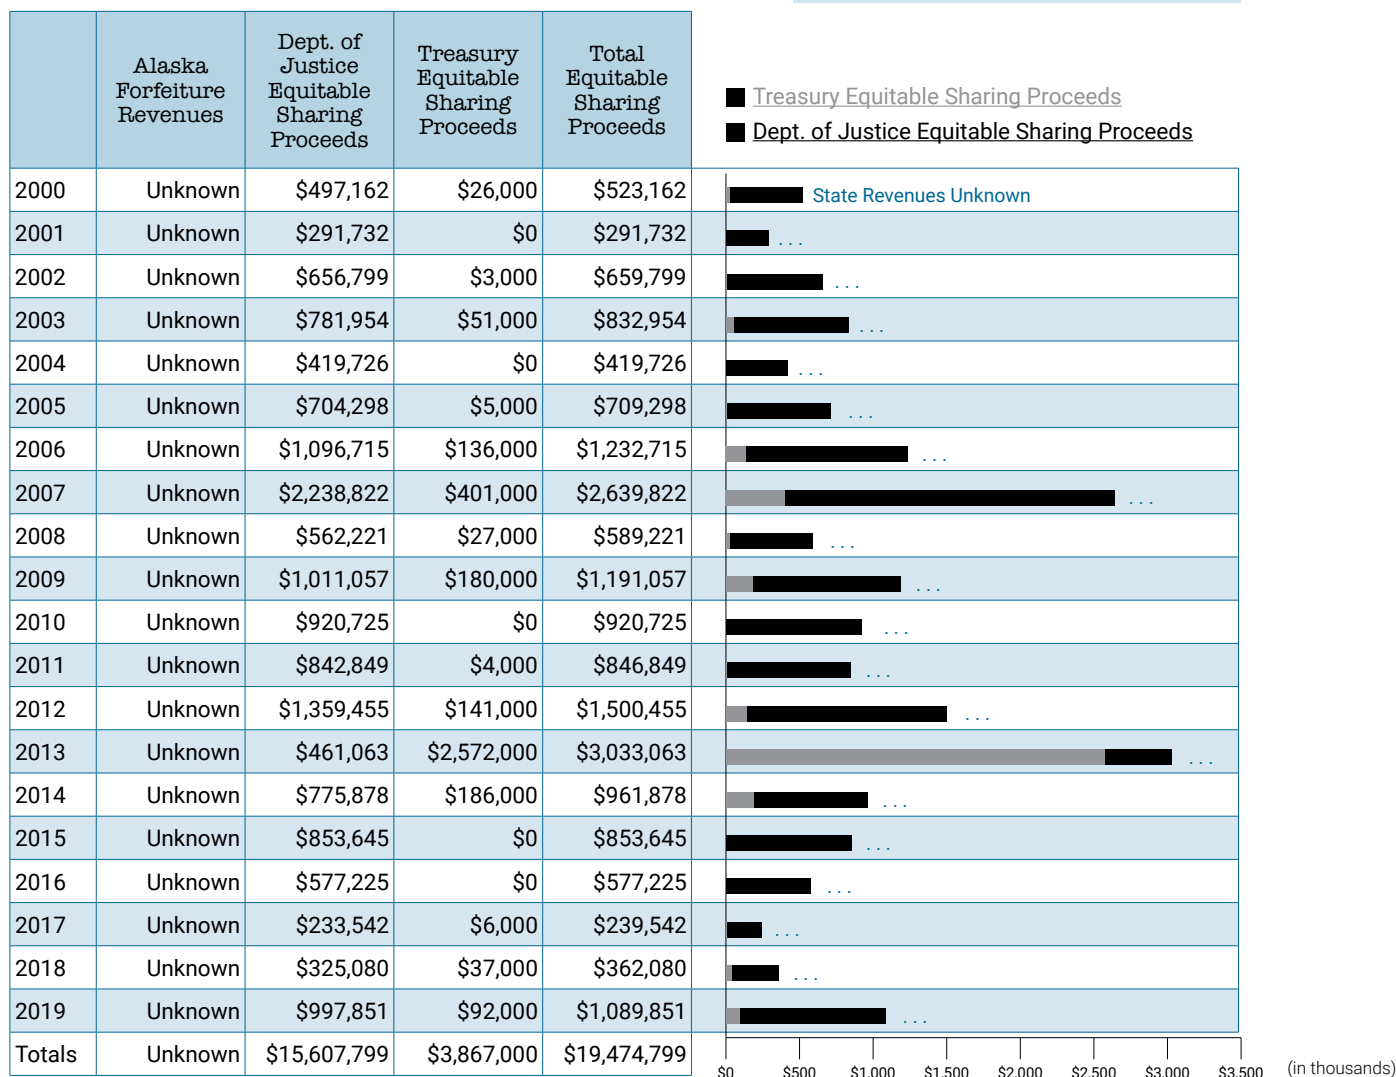 Alaska
Forfeiture
Revenues
Dept. of
Justice
Equitable
Sharing
Proceeds
Treasury
Equitable
Sharing
Proceeds
Total
Equitable
Sharing
Proceeds
Treasury Equitable Sharing Proceeds
Dept. of Justice Equitable Sharing Proceeds
2000 Unknown $497,162 $26,000 $523,162 State Revenues Unknown
2001 Unknown $291,732 $0 $291,732 ...
2002 Unknown $656,799 $3,000 $659,799 ...
2003 Unknown $781,954 $51,000 $832,954 ...
2004 Unknown $419,726 $0 $419,726 ...
2005 Unknown $704,298 $5,000 $709,298 ...
2006 Unknown $1,096,715 $136,000 $1,232,715 ...
2007 Unknown $2,238,822 $401,000 $2,639,822 ...
2008 Unknown $562,221 $27,000 $589,221 ...
2009 Unknown $1,011,057 $180,000 $1,191,057 ...
2010 Unknown $920,725 $0 $920,725 ...
2011 Unknown $842,849 $4,000 $846,849 ...
2012 Unknown $1,359,455 $141,000 $1,500,455 ...
2013 Unknown $461,063 $2,572,000 $3,033,063 ...
2014 Unknown $775,878 $186,000 $961,878 ...
2015 Unknown $853,645 $0 $853,645 ...
2016 Unknown $577,225 $0 $577,225 ...
2017 Unknown $233,542 $6,000 $239,542 ...
2018 Unknown $325,080 $37,000 $362,080 ...
2019 Unknown $997,851 $92,000 $1,089,851 ...
Totals Unknown $15,607,799 $3,867,000 $19,474,799
$0 $500 $1,000 $1,500 $2,000 $2,500 $3,000 $3,500 (in thousands)